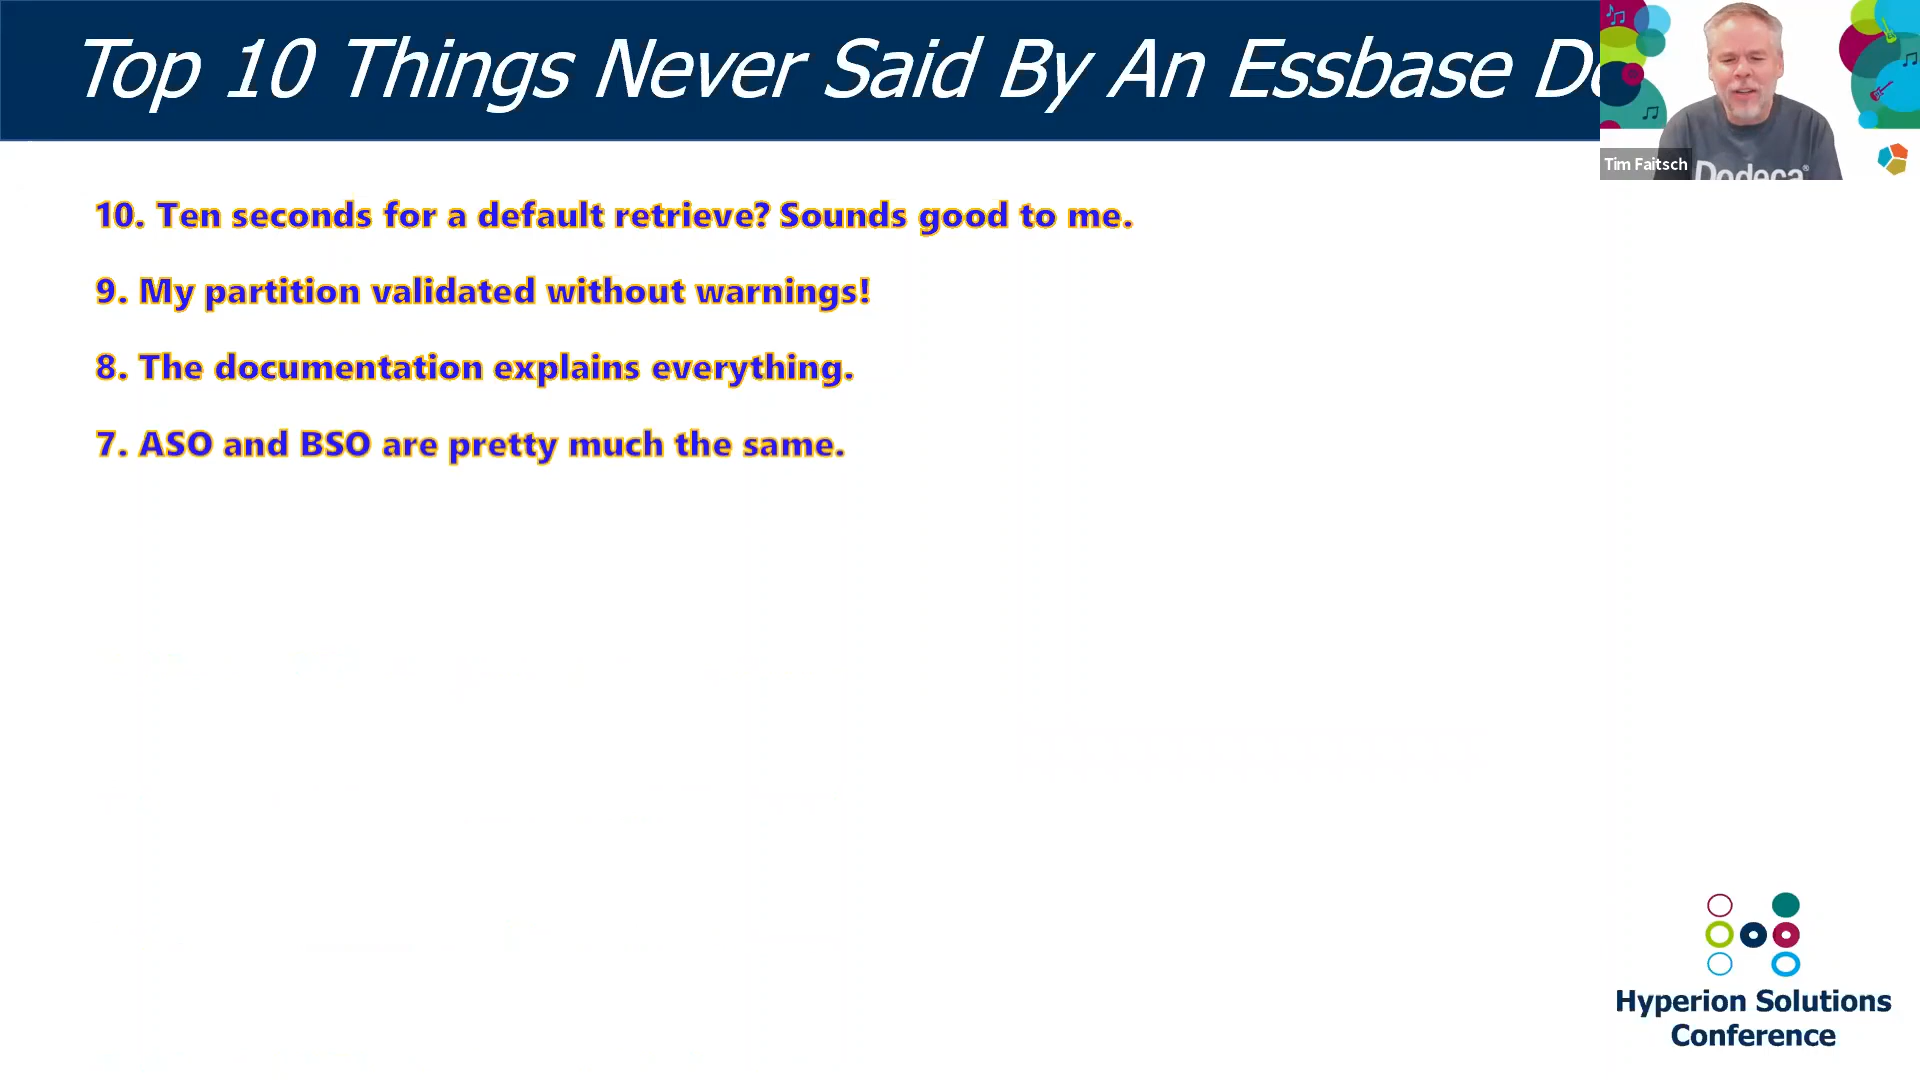 Top 10 Things Never Said By An Essbase
Tim Faitsch
Dodeca
10. Ten seconds for a default retrieve? Sounds good to me.
9. My partition validated without warnings!
8. The documentation explains everything.
7. ASO and BSO are pretty much the same.
Hyperion Solutions
Conference